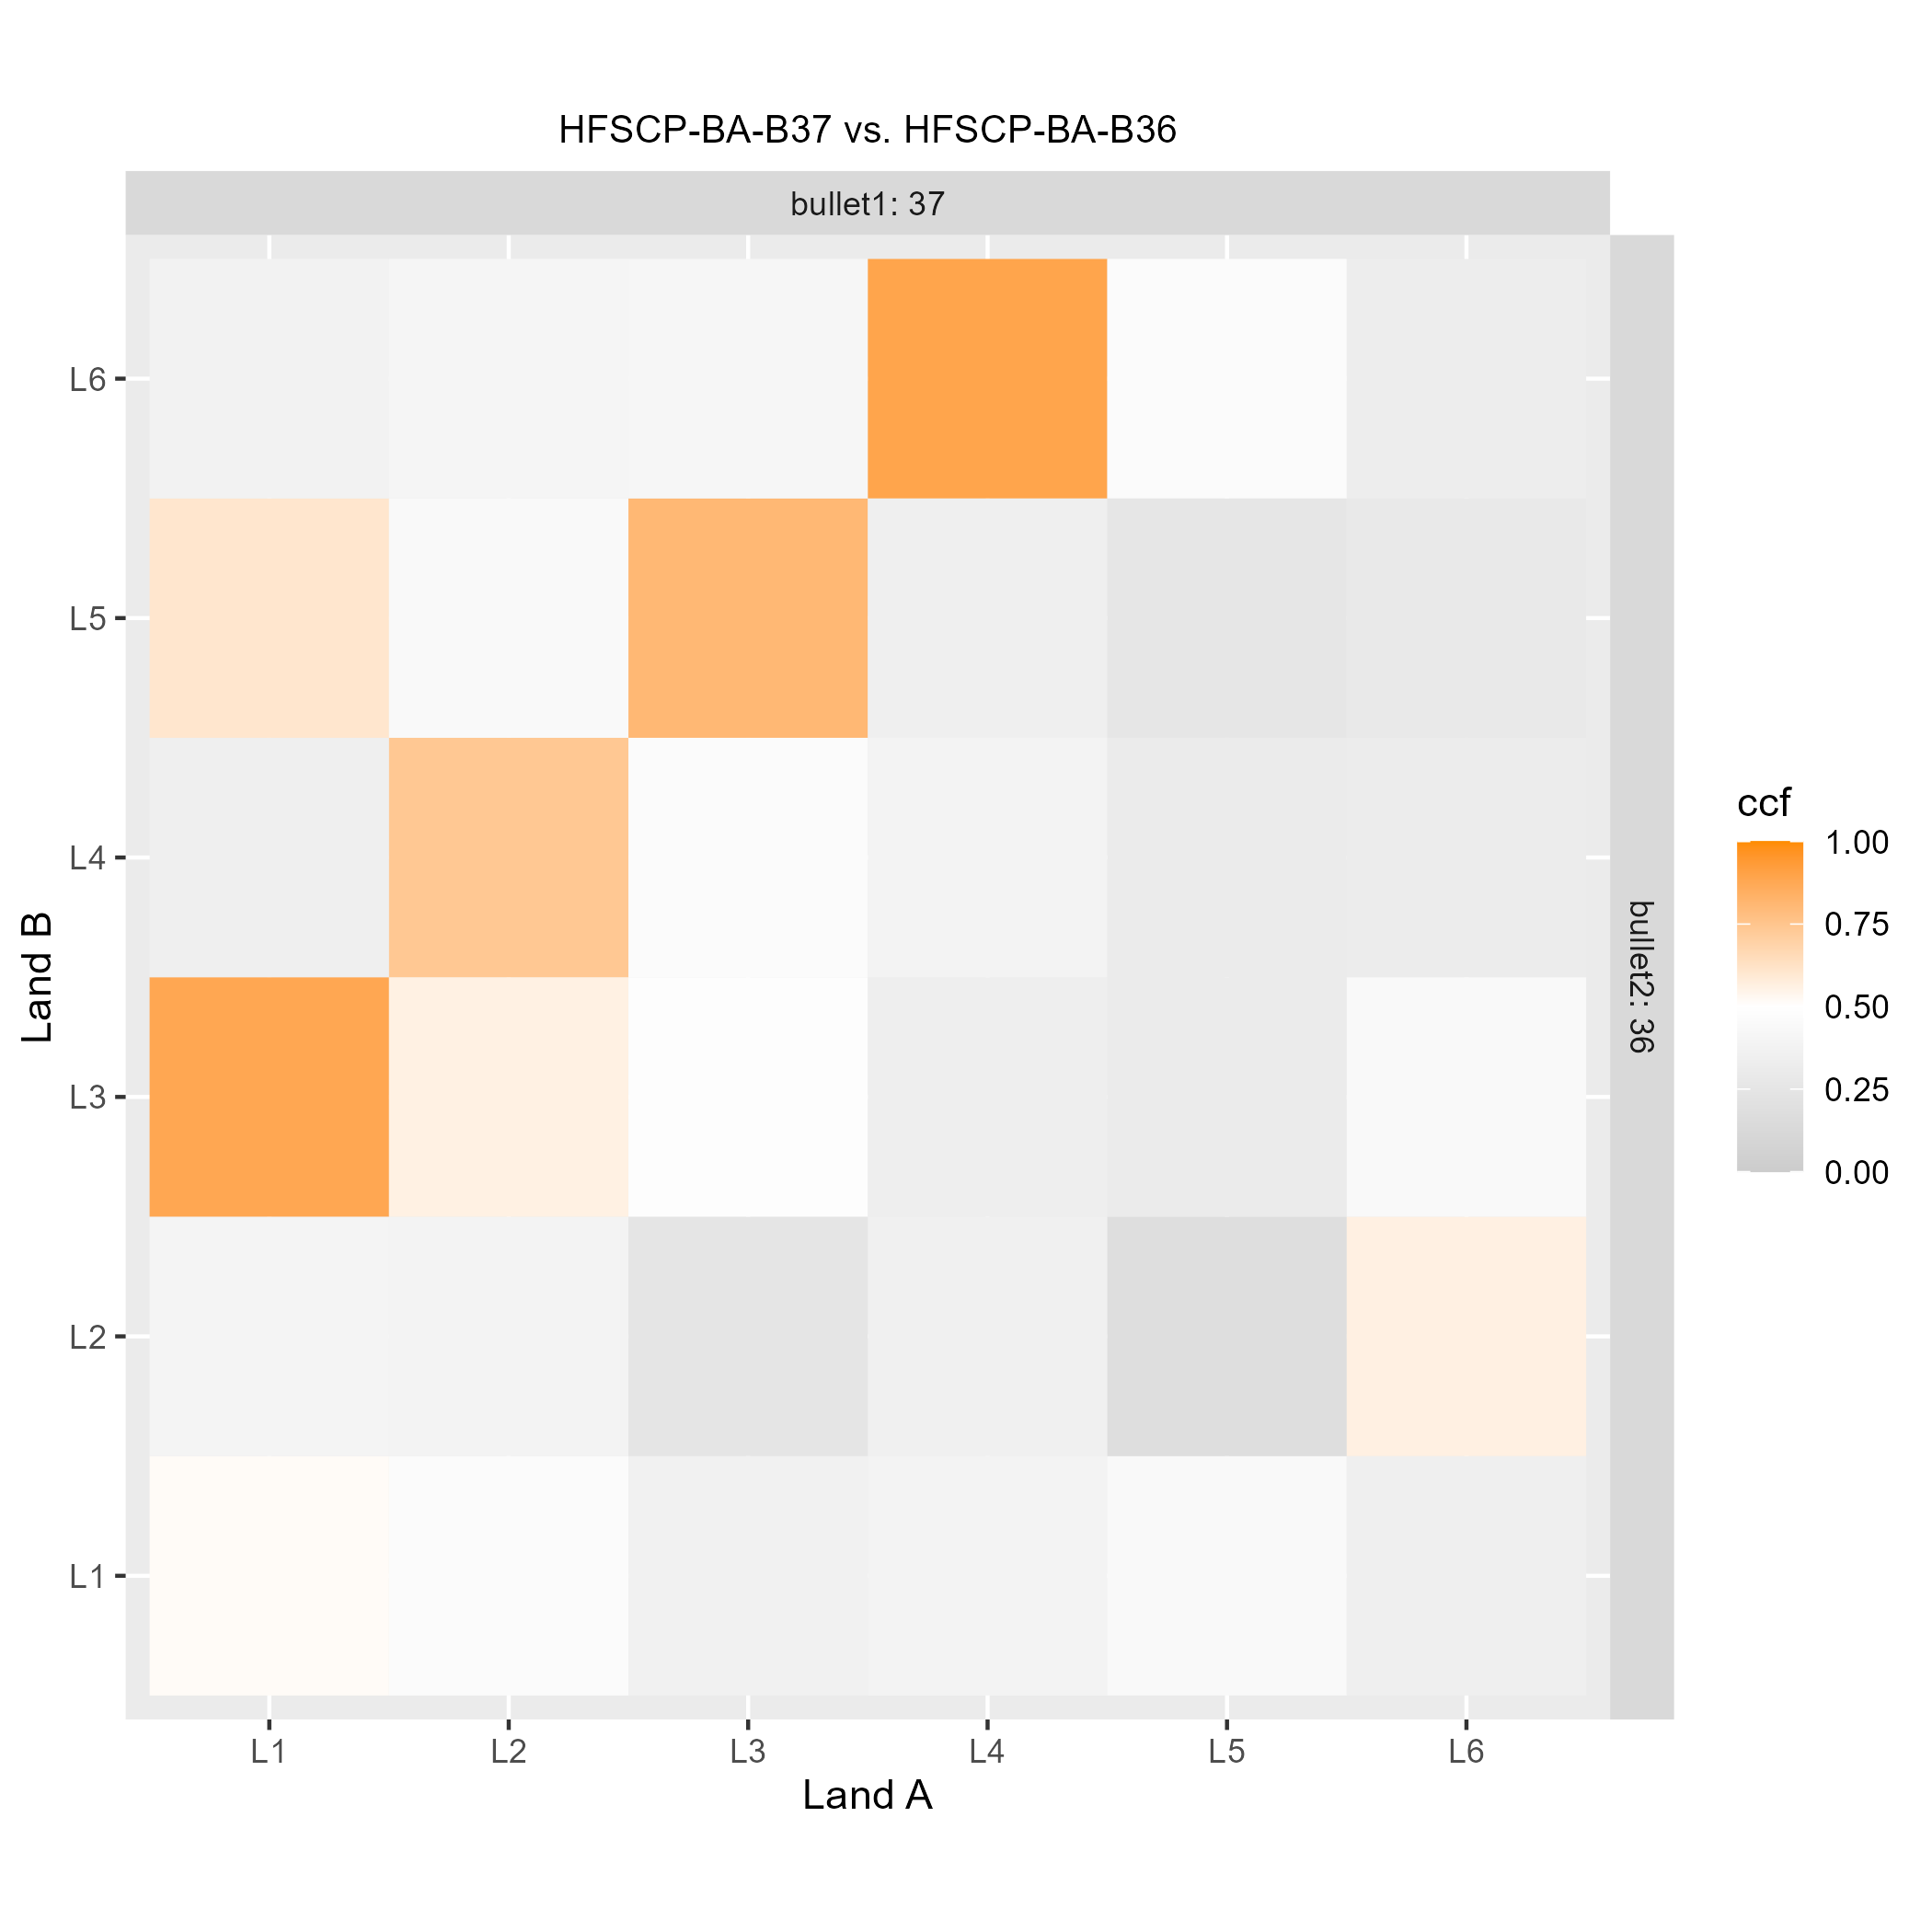 HFSCP-BA-B37 vs. HFSCP-BA-B36
bullet1: 37
L6
L5
L4
L3
L2
L1
Land B
bullet2: 36
ccf
1.00
0.75
0.50
0.25
0.00
L1 L2 L3 L4 L5 L6
Land A